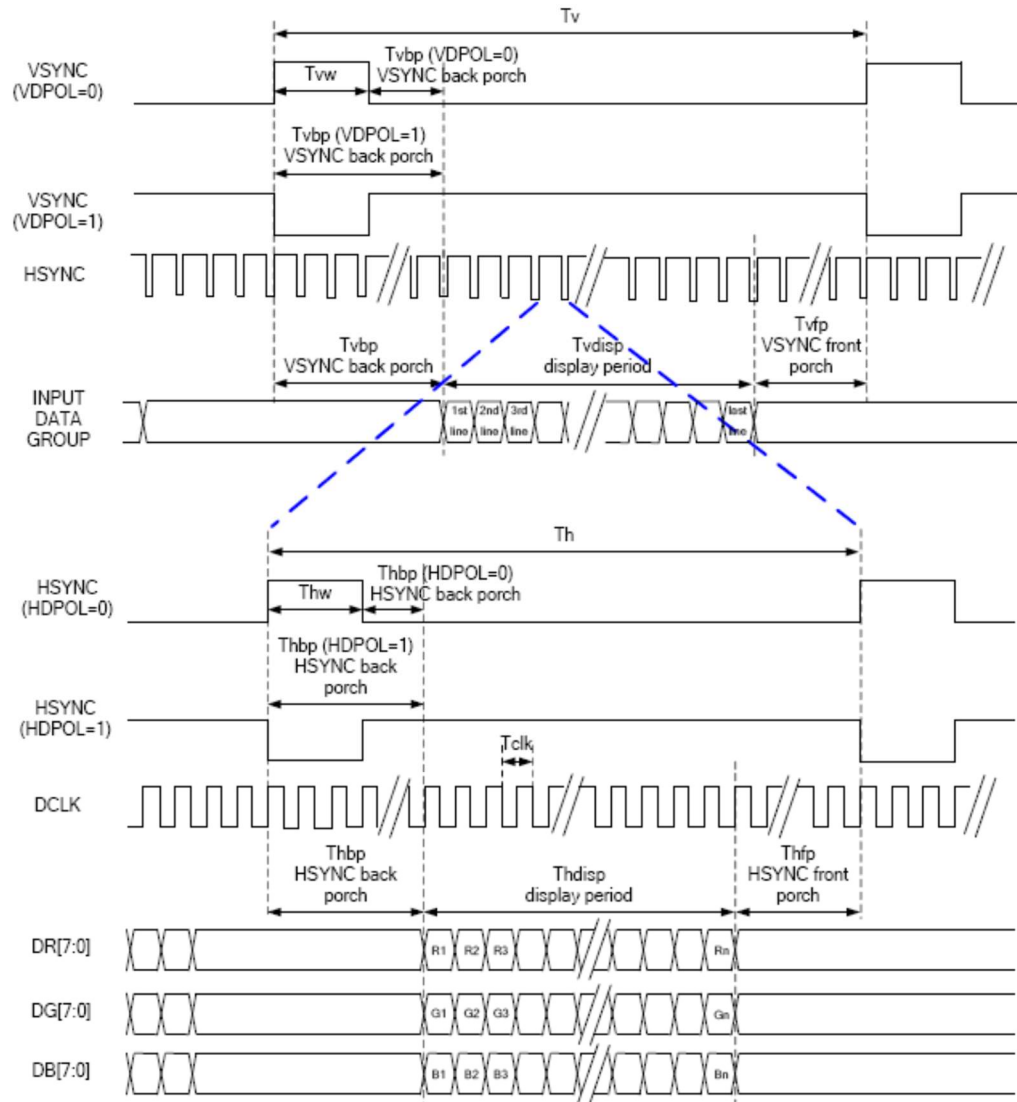 Tv
Tvbp (VDPOL=0)
VSYNC back porch
VSYNC
(VDPOL=0)
Tvw
Tvbp (VDPOL=1)
VSYNC back porch
VSYNC
(VDPOL=1)
HSYNC
Tvbp
VSYNC back porch
Tvdisp
display period
Tvfp
VSYNC front
porch
INPUT
DATA
GROUP
1st
line
2nd
line
3rd
line
last
line
Th
Thbp (HDPOL=0)
HSYNC back porch
HSYNC
(HDPOL=0)
Thw
Thbp (HDPOL=1)
HSYNC back
porch
HSYNC
(HDPOL=1)
Tclk
DCLK
Thbp
HSYNC back
porch
Thdisp
display period
Thfp
HSYNC front
porch
DR[7:0]
R1 R2 R3 Rn
DG[7:0]
G1 G2 G3 Gn
DB[7:0]
B1 B2 B3 Bn